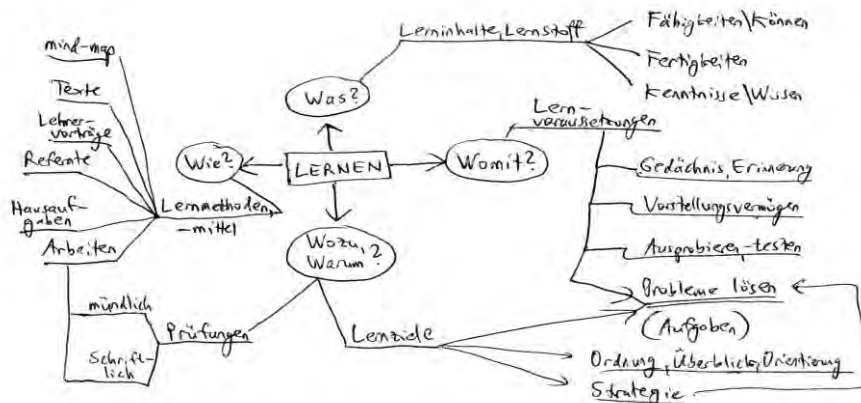 Lerninhalte, Lernstoff
Fähigkeiten\Können
Fertigkeiten
Kenntnisse\Wissen
mind-map
Texte
Lehrer-
vorträge
Referate
Hausauf-
gaben
Arbeiten
Was?
Wie?
LERNEN
Womit?
Lern-
voraussetzungen
Gedächnis, Erinnerung
Vorstellungsvermögen
Ausprobieren-testen
Probleme lösen
(Aufgaben)
Lernmethoden,
-mittel
Wozu,
Warum?
mündlich
Schrift-
lich
Prüfungen
Lernziele
Ordnung, Überblick, Orientierung
Strategie